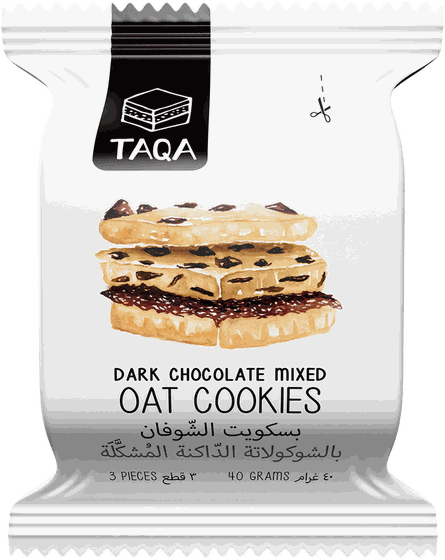 TAQA
DARK CHOCOLATE MIXED
OAT COOKIES
بسكويت الشّوفان
بالشوكولاتة الدّاكنة المُشكَّلَة
3 PIECES ٣ قطع 40 GRAMS ٤٠ غرام